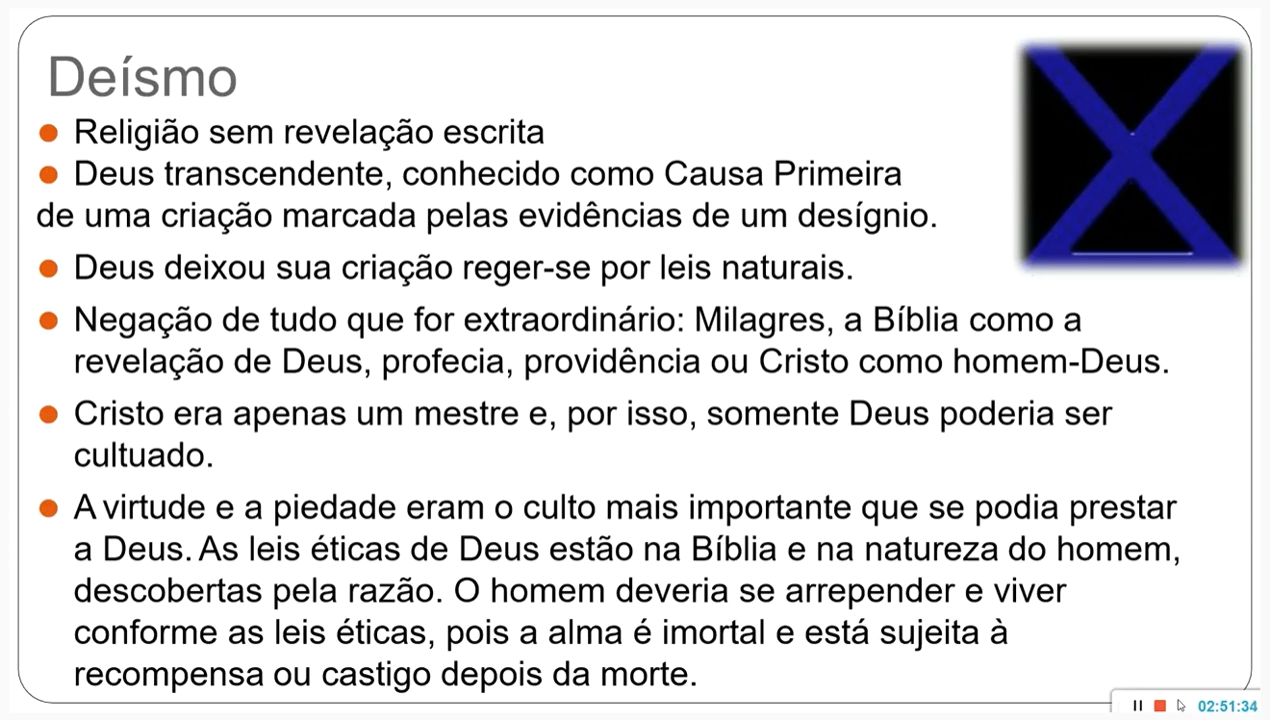 Deísmo
Religião sem revelação escrita
Deus transcendente, conhecido como Causa Primeira
de uma criação marcada pelas evidências de um desígnio.
Deus deixou sua criação reger-se por leis naturais.
Negação de tudo que for extraordinário: Milagres, a Bíblia como a
revelação de Deus, profecia, providência ou Cristo como homem-Deus.
Cristo era apenas um mestre e, por isso, somente Deus poderia ser
cultuado.
A virtude e a piedade eram o culto mais importante que se podia prestar
a Deus. As leis éticas de Deus estão na Bíblia e na natureza do homem,
descobertas pela razão. O homem deveria se arrepender e viver
conforme as leis éticas, pois a alma é imortal e está sujeita à
recompensa ou castigo depois da morte.
02:51:34